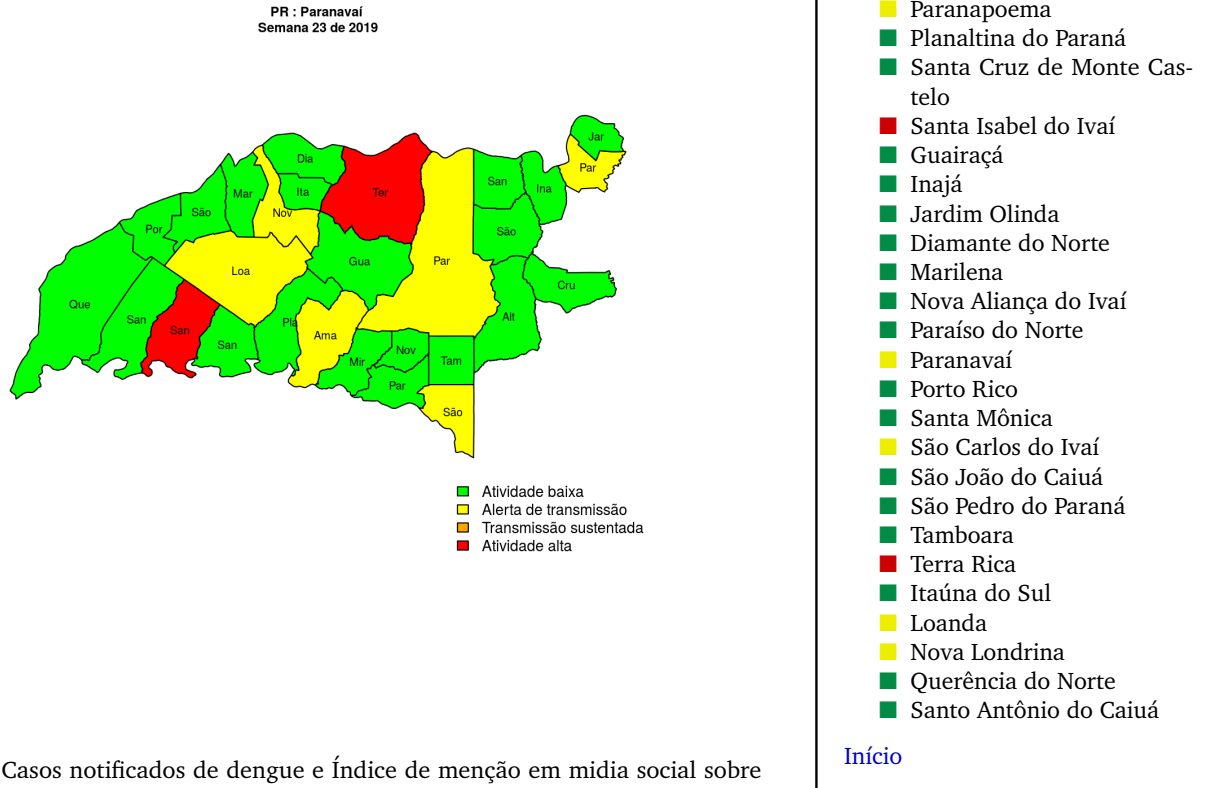 PR : Paranavaí
Semana 23 de 2019
Jar
Par
Dia
Ita
Ter
San
Ina
Mar
São
Nov
Por
São
Gua
Par
Loa
Cru
Que
San
San
San
Pla
Ama
Alt
Mir
Nov
Tam
Par
São
Atividade baixa
Alerta de transmissão
Transmissão sustentada
Atividade alta
Casos notificados de dengue e Índice de menção em midia social sobre
Paranapoema
Planaltina do Paraná
Santa Cruz de Monte Cas-
telo
Santa Isabel do Ivaí
Guairaçá
Inajá
Jardim Olinda
Diamante do Norte
Marilena
Nova Aliança do Ivaí
Paraíso do Norte
Paranavaí
Porto Rico
Santa Mônica
São Carlos do Ivaí
São João do Caiuá
São Pedro do Paraná
Tamboara
Terra Rica
Itaúna do Sul
Loanda
Nova Londrina
Querência do Norte
Santo Antônio do Caiuá
Início